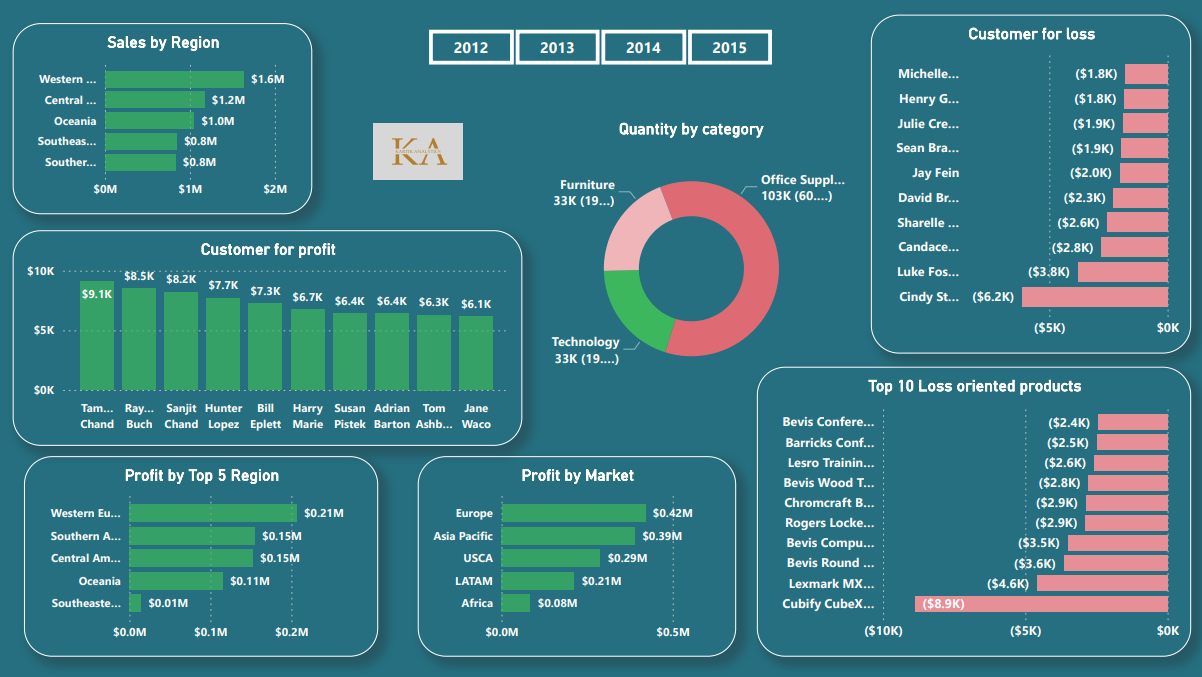 Sales by Region
Western ... $1.6M
Central ... $1.2M
Oceania $1.0M
Southeas... $0.8M
Souther... $0.8M
$0M $1M $2M
2012 2013 2014 2015
KA
Customer for profit
$10K
$5K
$0K
$9.1K $8.5K $8.2K $7.7K $7.3K $6.7K $6.4K $6.4K $6.3K $6.1K
Tam... Ray... Sanjit Hunter Bill Harry Susan Adrian Tom Jane
Chand Buch Chand Lopez Eplett Marie Pistek Barton Ashb... Waco
Quantity by category
Furniture
33K (19...)
Office Suppl...
103K (60....)
Technology
33K (19....)
Customer for loss
Michelle... ($1.8K)
Henry G... ($1.8K)
Julie Cre... ($1.9K)
Sean Bra... ($1.9K)
Jay Fein ($2.0K)
David Br... ($2.3K)
Sharelle ... ($2.6K)
Candace... ($2.8K)
Luke Fos... ($3.8K)
Cindy St... ($6.2K)
($5K) $0K
Profit by Top 5 Region
Western Eu... $0.21M
Southern A... $0.15M
Central Am... $0.15M
Oceania $0.11M
Southeaste... $0.01M
$0.0M $0.1M $0.2M
Profit by Market
Europe $0.42M
Asia Pacific $0.39M
USCA $0.29M
LATAM $0.21M
Africa $0.08M
$0.0M $0.5M
Top 10 Loss oriented products
Bevis Confere... ($2.4K)
Barricks Conf... ($2.5K)
Lesro Trainin... ($2.6K)
Bevis Wood T... ($2.8K)
Chromcraft B... ($2.9K)
Rogers Locke... ($2.9K)
Bevis Compu... ($3.5K)
Bevis Round ... ($3.6K)
Lexmark MX... ($4.6K)
Cubify CubeX... ($8.9K)
($10K) ($5K) $0K